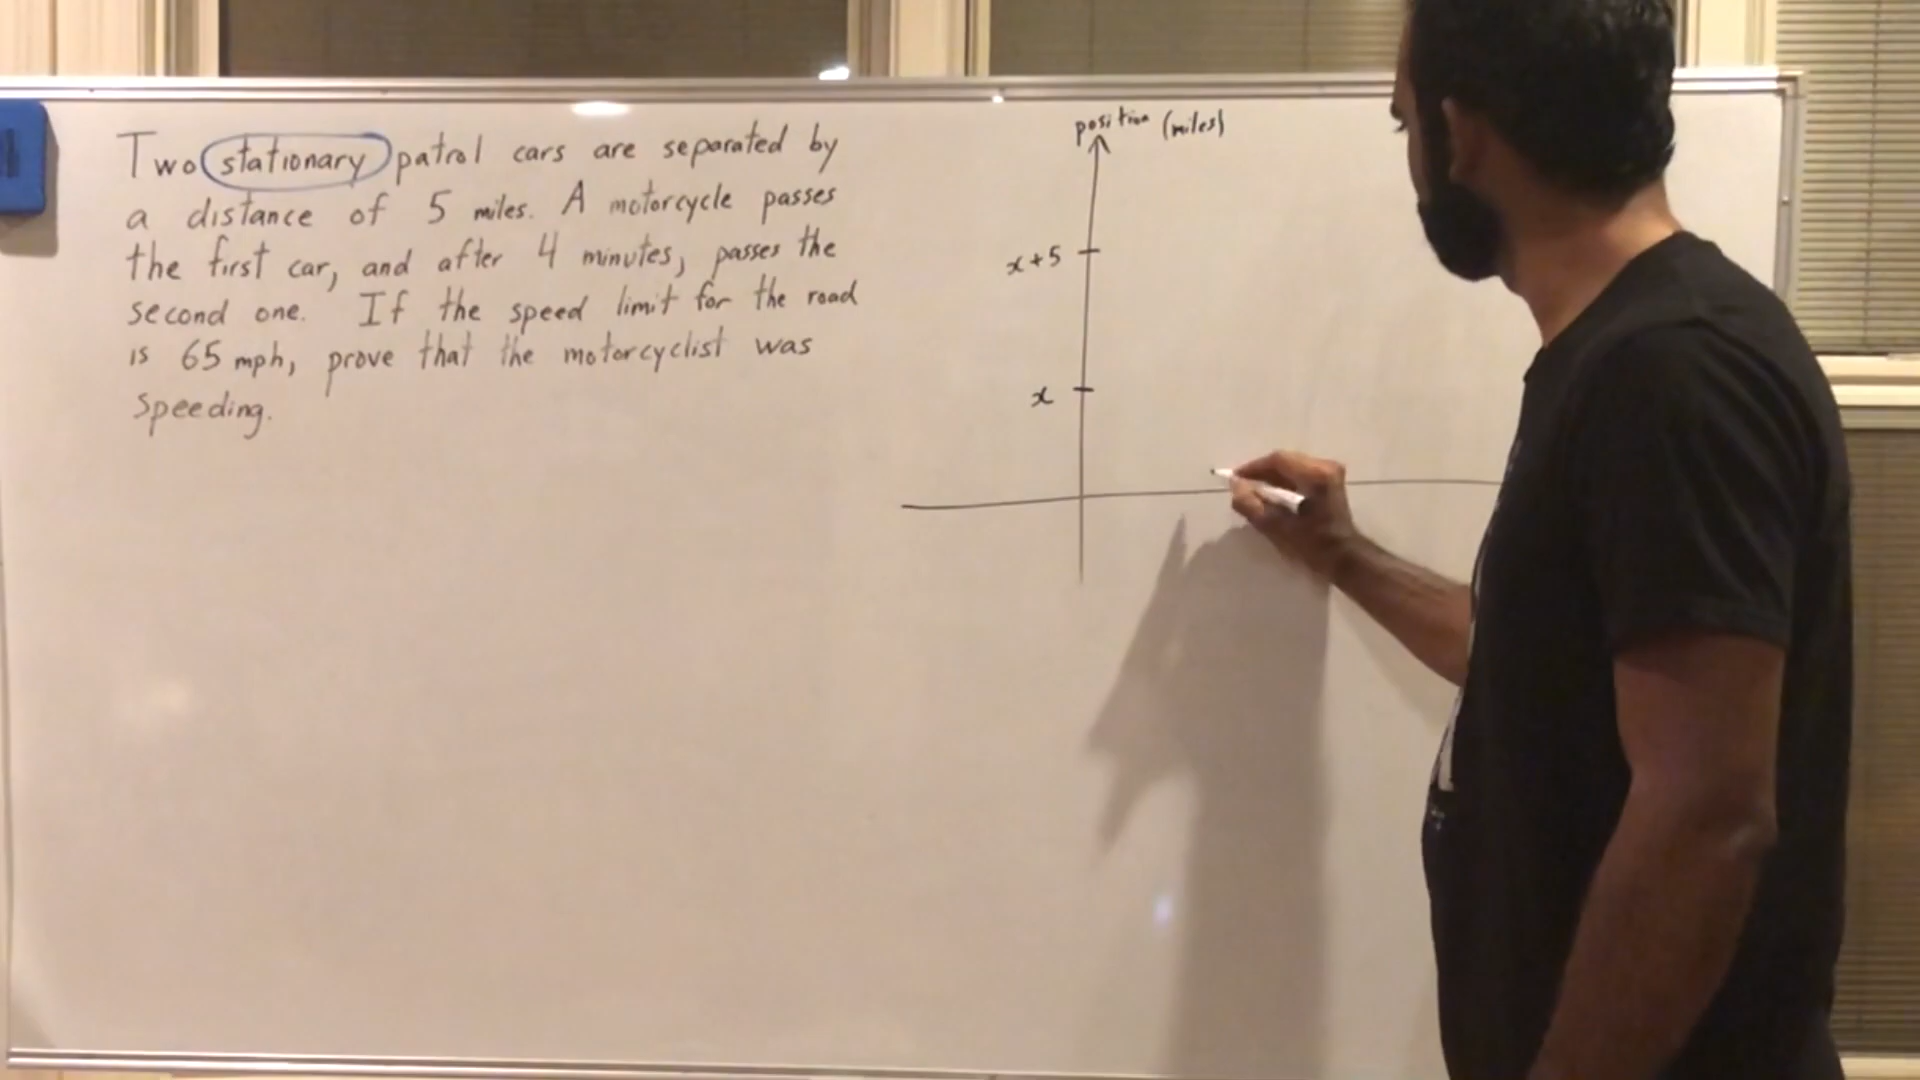 Two stationary patrol cars are separated by
a distance of 5 miles. A motorcycle passes
the first car, and after 4 minutes, passes the
second one. If the speed limit for the road
is 65 mph, prove that the motorcyclist was
speeding.
position (miles)
x+5
x